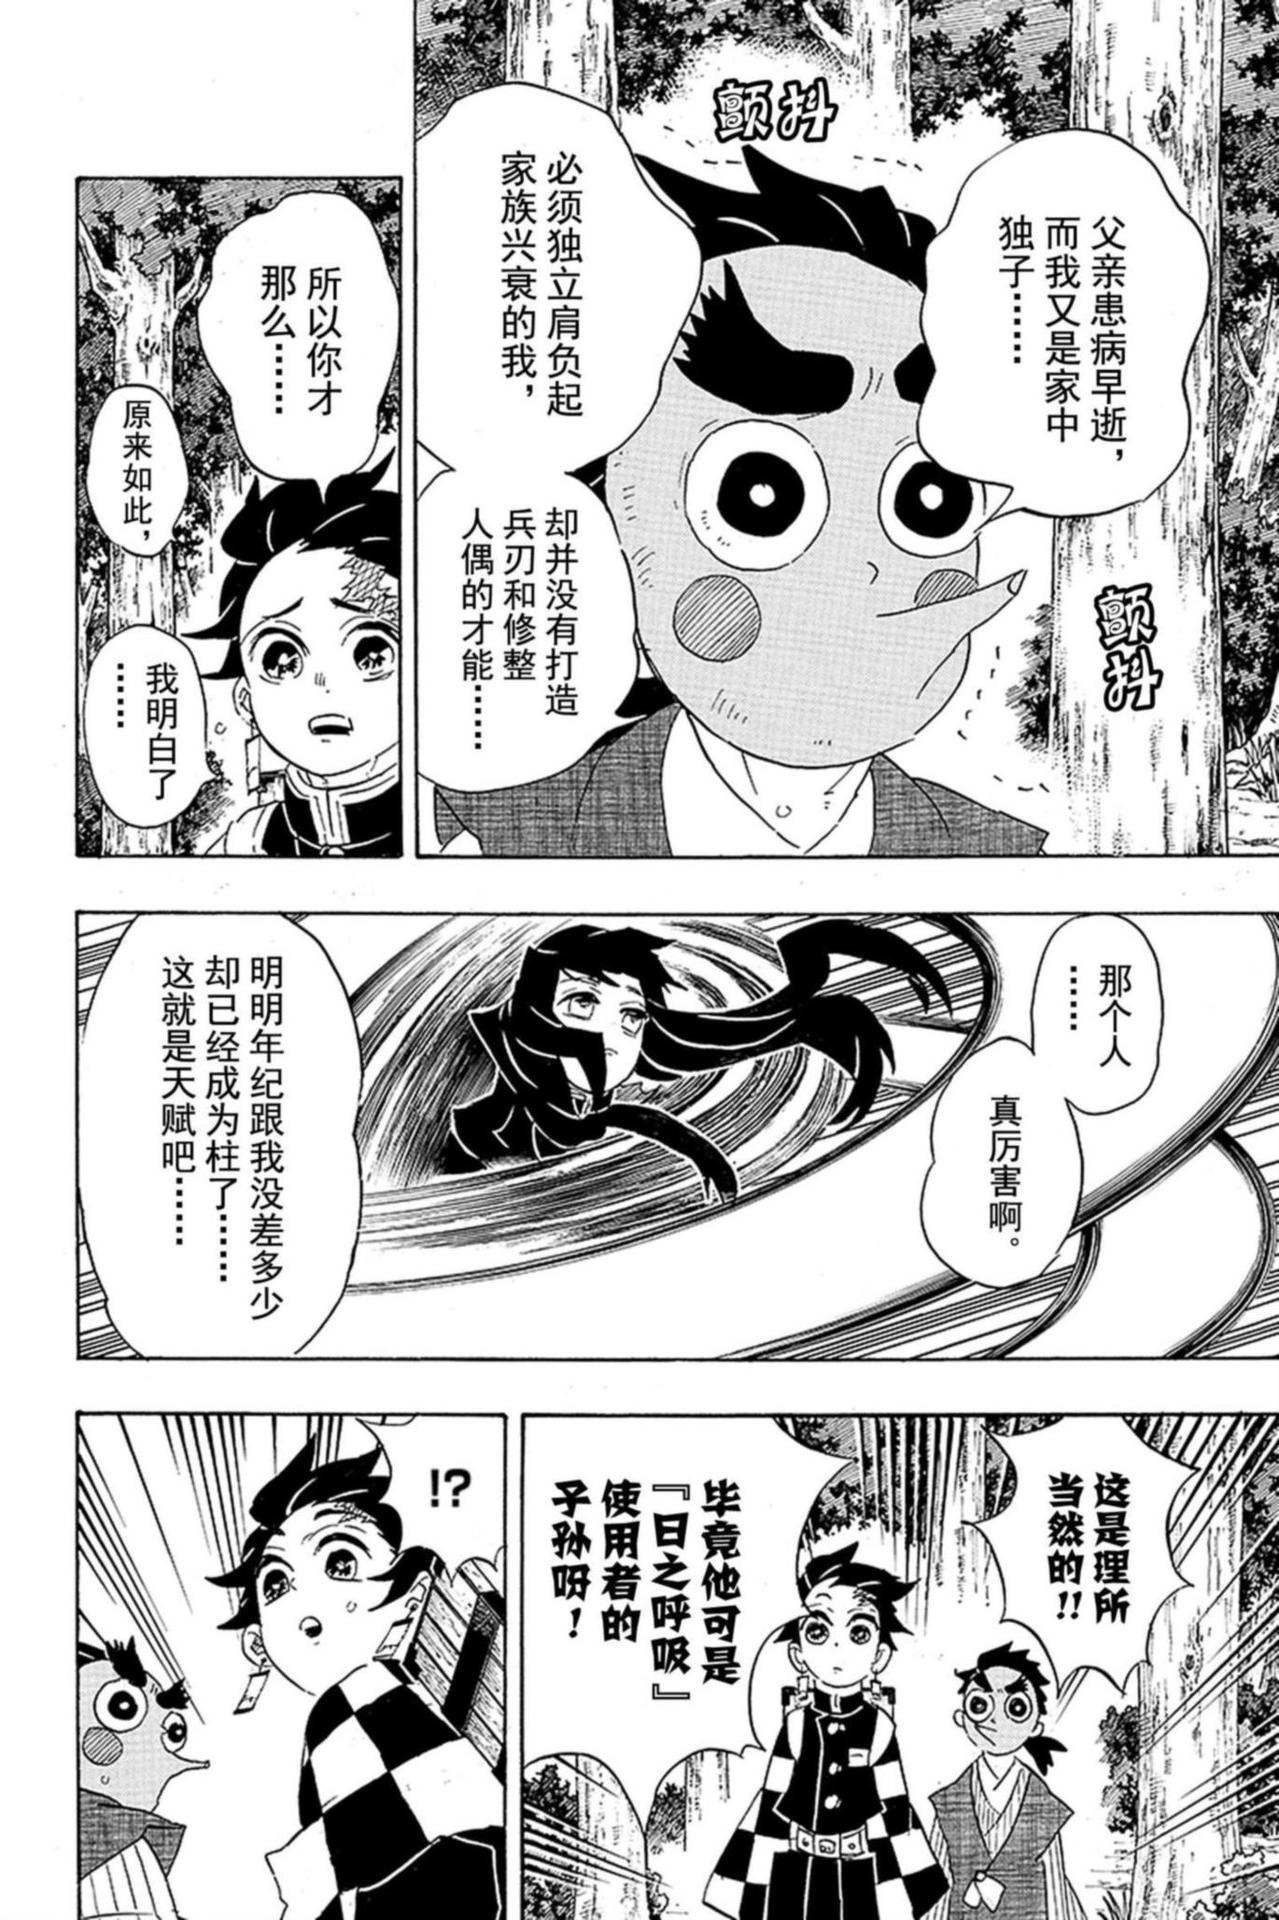 颤抖
父亲患病早逝，
而我又是家中
独子……
颤抖
必须独立肩负起
家族兴衰的我，
却并没有打造
兵刃和修整
人偶的才能……
所以你才
那么……
原来如此，
我明白了
……
那个人
……
真厉害啊。
明明年纪跟我没差多少
却已经成为柱了……
这就是天赋吧……
这是理所
当然的!!
毕竟他可是
『日之呼吸』
使用者的
子孙呀！
!?